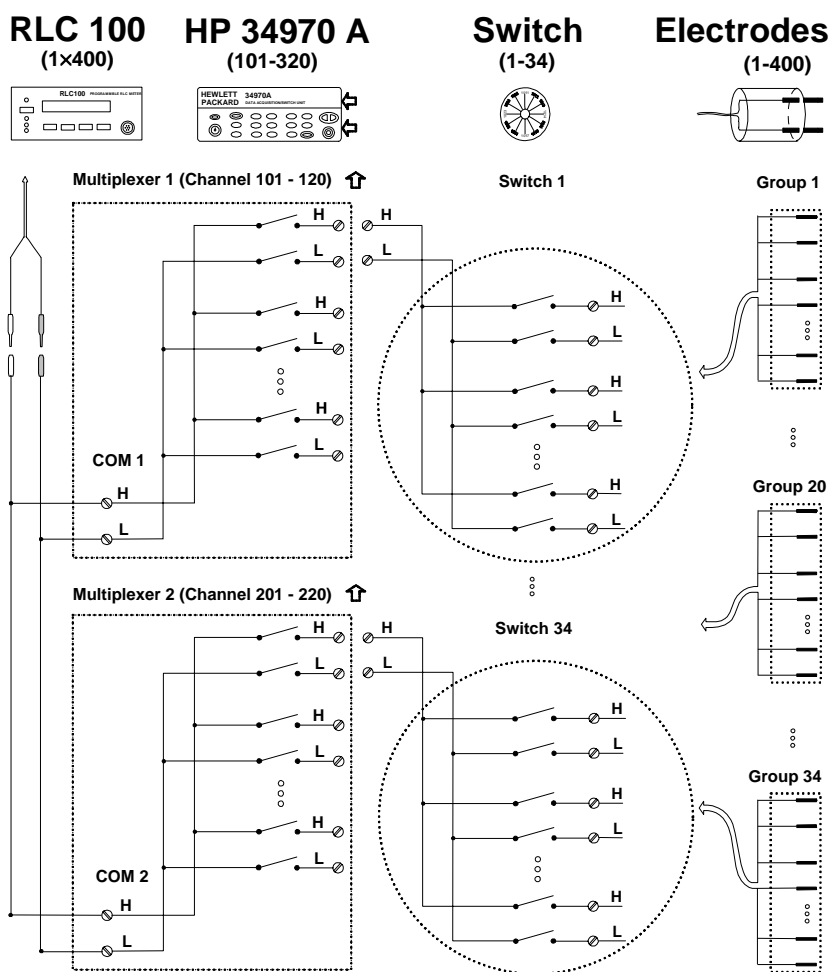 RLC 100 HP 34970 A Switch Electrodes
(1×400) (101-320) (1-34) (1-400)
RLC100 PROGRAMMABLE RLC METER
HEWLETT 34970A
PACKARD DATA ACQUISITION/SWITCH UNIT
Multiplexer 1 (Channel 101 - 120) Switch 1 Group 1
H H
L L
H H
L L
H H
L L
COM 1
H H
L L
Group 20
Multiplexer 2 (Channel 201 - 220)
Switch 34
H H
L L
H H
L L
Group 34
H H
L L
COM 2
H H
L L